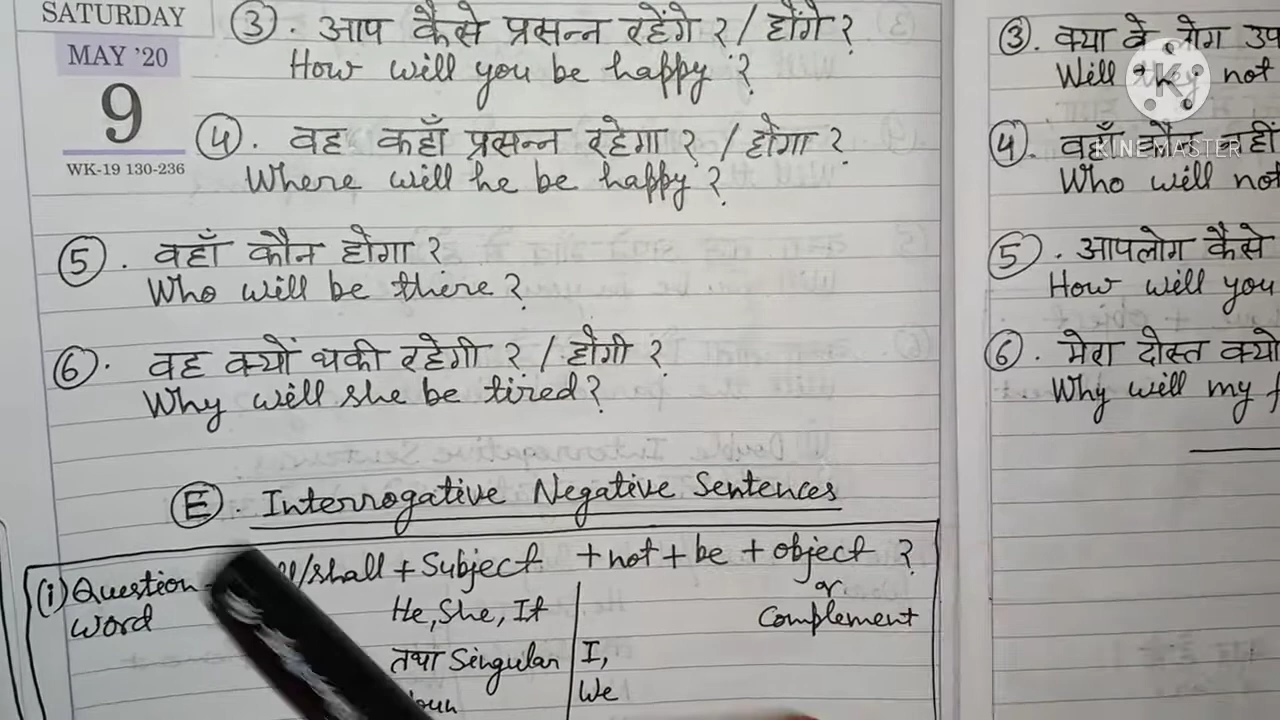 SATURDAY
MAY '20
9
WK-19 130-236
③. आप कैसे प्रसन्न रहेंगे ? / होंगे ?
How will you be happy ?
④. वह कहाँ प्रसन्न रहेगा ? / होगा ?
Where will he be happy ?
⑤. वहाँ कौन होगा ?
Who will be there ?
⑥. वह क्यों थकी रहेगी ? / होगी ?
Why will she be tired ?
Ⓔ. Interrogative Negative Sentences
(i) Question /shall + Subject + not + be + object ?
Word He, She, It or Complement
तथा Singular I,
We
③. क्या वे लोग
Will they not
④. वहाँ कौन नहीं
Who will not
⑤. आपलोग कैसे
How will you
⑥. मेरा दोस्त क्यों
Why will my
KINEMASTER